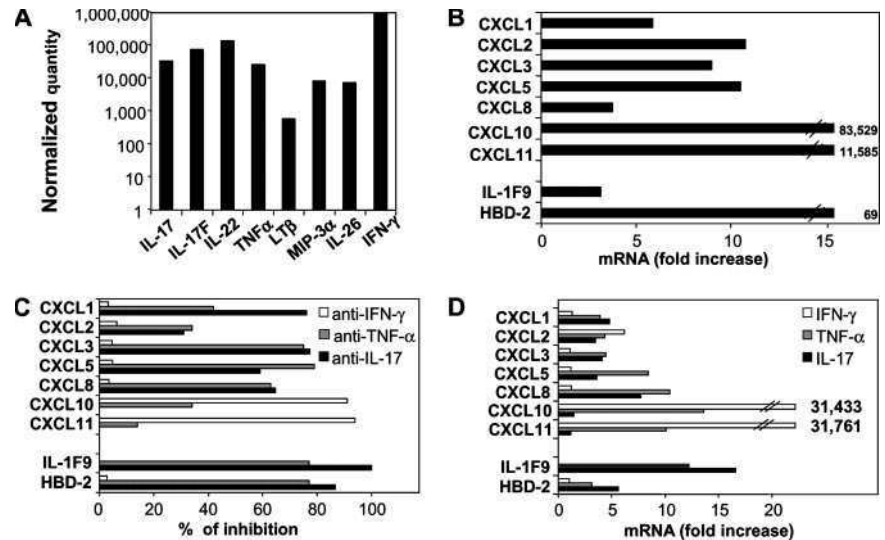 A
Normalized quantity
1,000,000
100,000
10,000
1,000
100
10
1
IL-17
IL-17F
IL-22
TNFα
LTβ
MIP-3α
IL-26
IFN-γ
B
CXCL1
CXCL2
CXCL3
CXCL5
CXCL8
CXCL10
83,529
CXCL11
11,585
IL-1F9
HBD-2
69
0 5 10 15
mRNA (fold increase)
C
CXCL1
anti-IFN-γ
CXCL2
anti-TNF-α
CXCL3
anti-IL-17
CXCL5
CXCL8
CXCL10
CXCL11
IL-1F9
HBD-2
0 20 40 60 80 100
% of inhibition
D
CXCL1
IFN-γ
CXCL2
TNF-α
CXCL3
IL-17
CXCL5
CXCL8
CXCL10
31,433
CXCL11
31,761
IL-1F9
HBD-2
0 5 10 15 20
mRNA (fold increase)